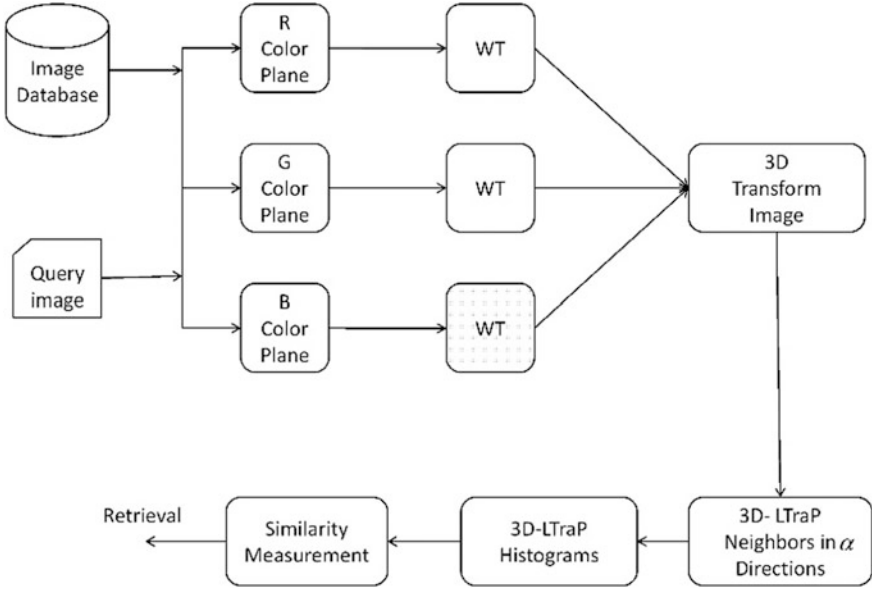 Image
Database
R
Color
Plane
WT
G
Color
Plane
WT
3D
Transform
Image
Query
image
B
Color
Plane
WT
Retrieval
Similarity
Measurement
3D-LTraP
Histograms
3D- LTraP
Neighbors in α
Directions